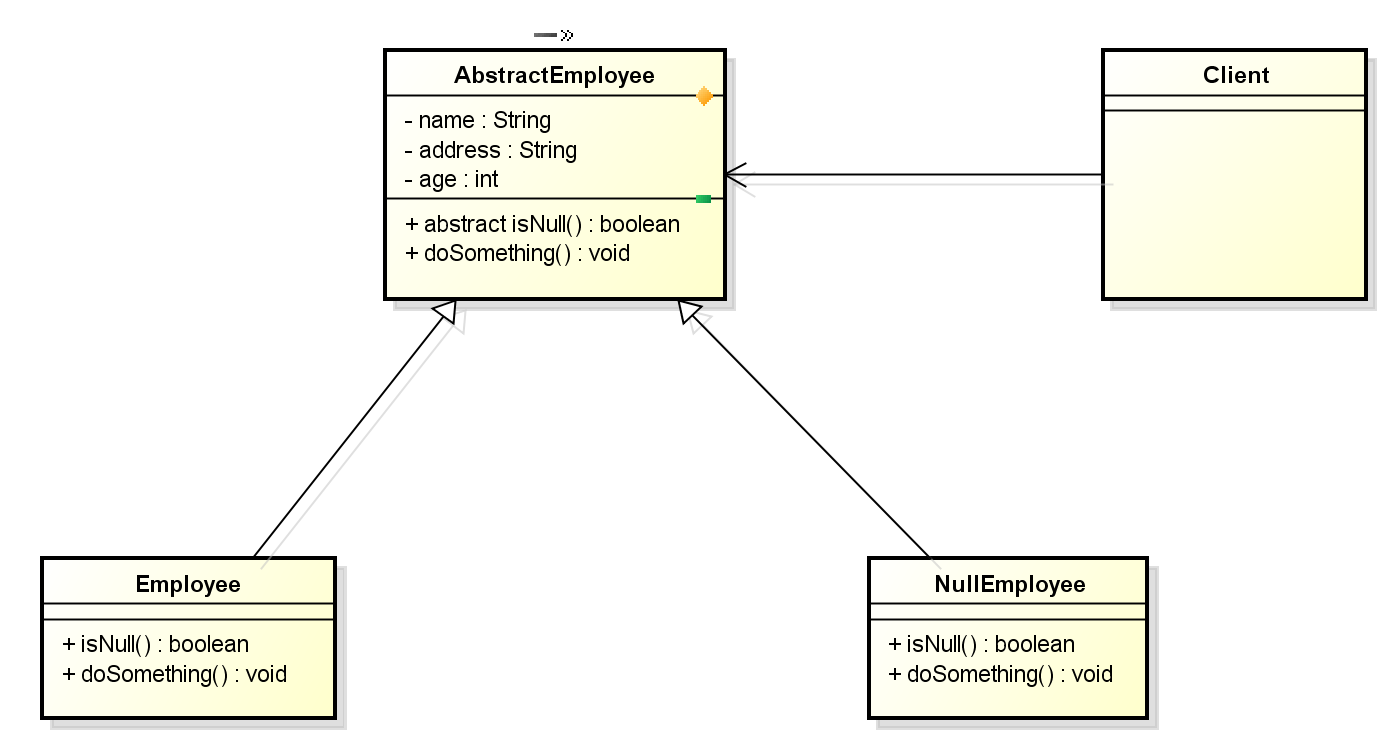 AbstractEmployee
- name : String
- address : String
- age : int
+ abstract isNull() : boolean
+ doSomething() : void
Client
Employee
+ isNull() : boolean
+ doSomething() : void
NullEmployee
+ isNull() : boolean
+ doSomething() : void